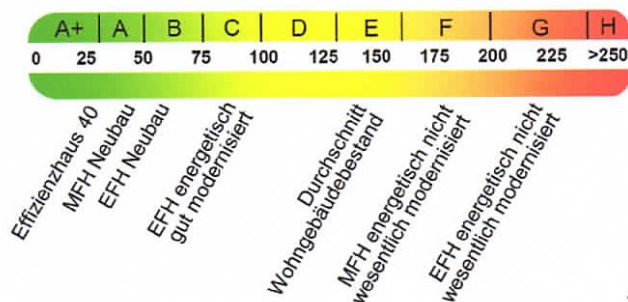 A+ A B C D E F G H
0 25 50 75 100 125 150 175 200 225 >250
Effizienzhaus 40
MFH Neubau
EFH Neubau
EFH energetisch
gut modernisiert
Durchschnitt
Wohngebäudebestand
MFH energetisch nicht
wesentlich modernisiert
EFH energetisch nicht
wesentlich modernisiert